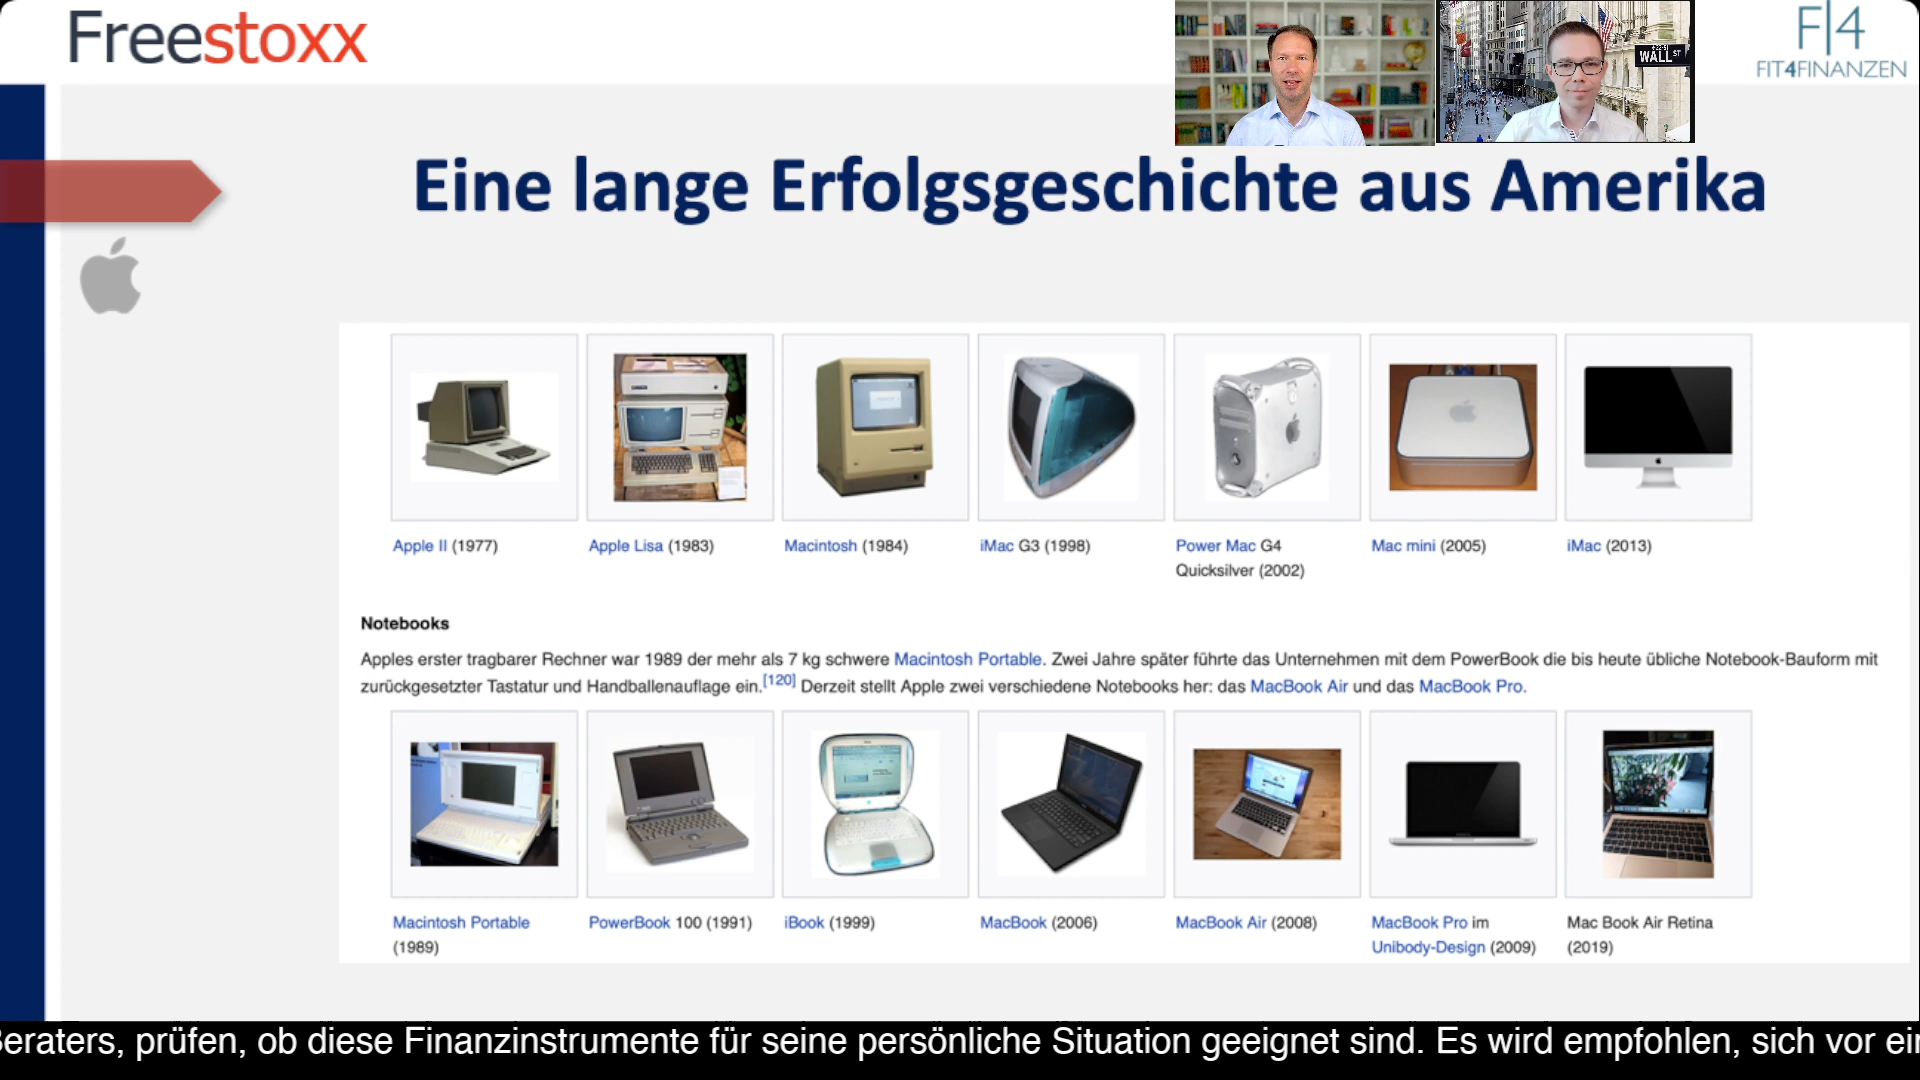 Freestoxx
WALL ST
F|4
FIT4FINANZEN
Eine lange Erfolgsgeschichte aus Amerika
Apple II (1977)
Apple Lisa (1983)
Macintosh (1984)
iMac G3 (1998)
Power Mac G4
Quicksilver (2002)
Mac mini (2005)
iMac (2013)
Notebooks
Apples erster tragbarer Rechner war 1989 der mehr als 7 kg schwere Macintosh Portable. Zwei Jahre später führte das Unternehmen mit dem PowerBook die bis heute übliche Notebook-Bauform mit
zurückgesetzter Tastatur und Handballenauflage ein.[120] Derzeit stellt Apple zwei verschiedene Notebooks her: das MacBook Air und das MacBook Pro.
Macintosh Portable
(1989)
PowerBook 100 (1991)
iBook (1999)
MacBook (2006)
MacBook Air (2008)
MacBook Pro im
Unibody-Design (2009)
Mac Book Air Retina
(2019)
eraters, prüfen, ob diese Finanzinstrumente für seine persönliche Situation geeignet sind. Es wird empfohlen, sich vor ei